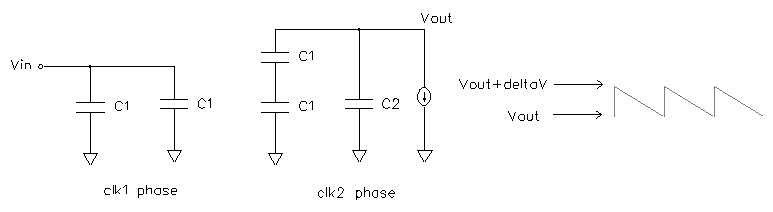 Vin
C1
C1
clk1 phase
Vout
C1
C1
C2
clk2 phase
Vout+deltaV
Vout